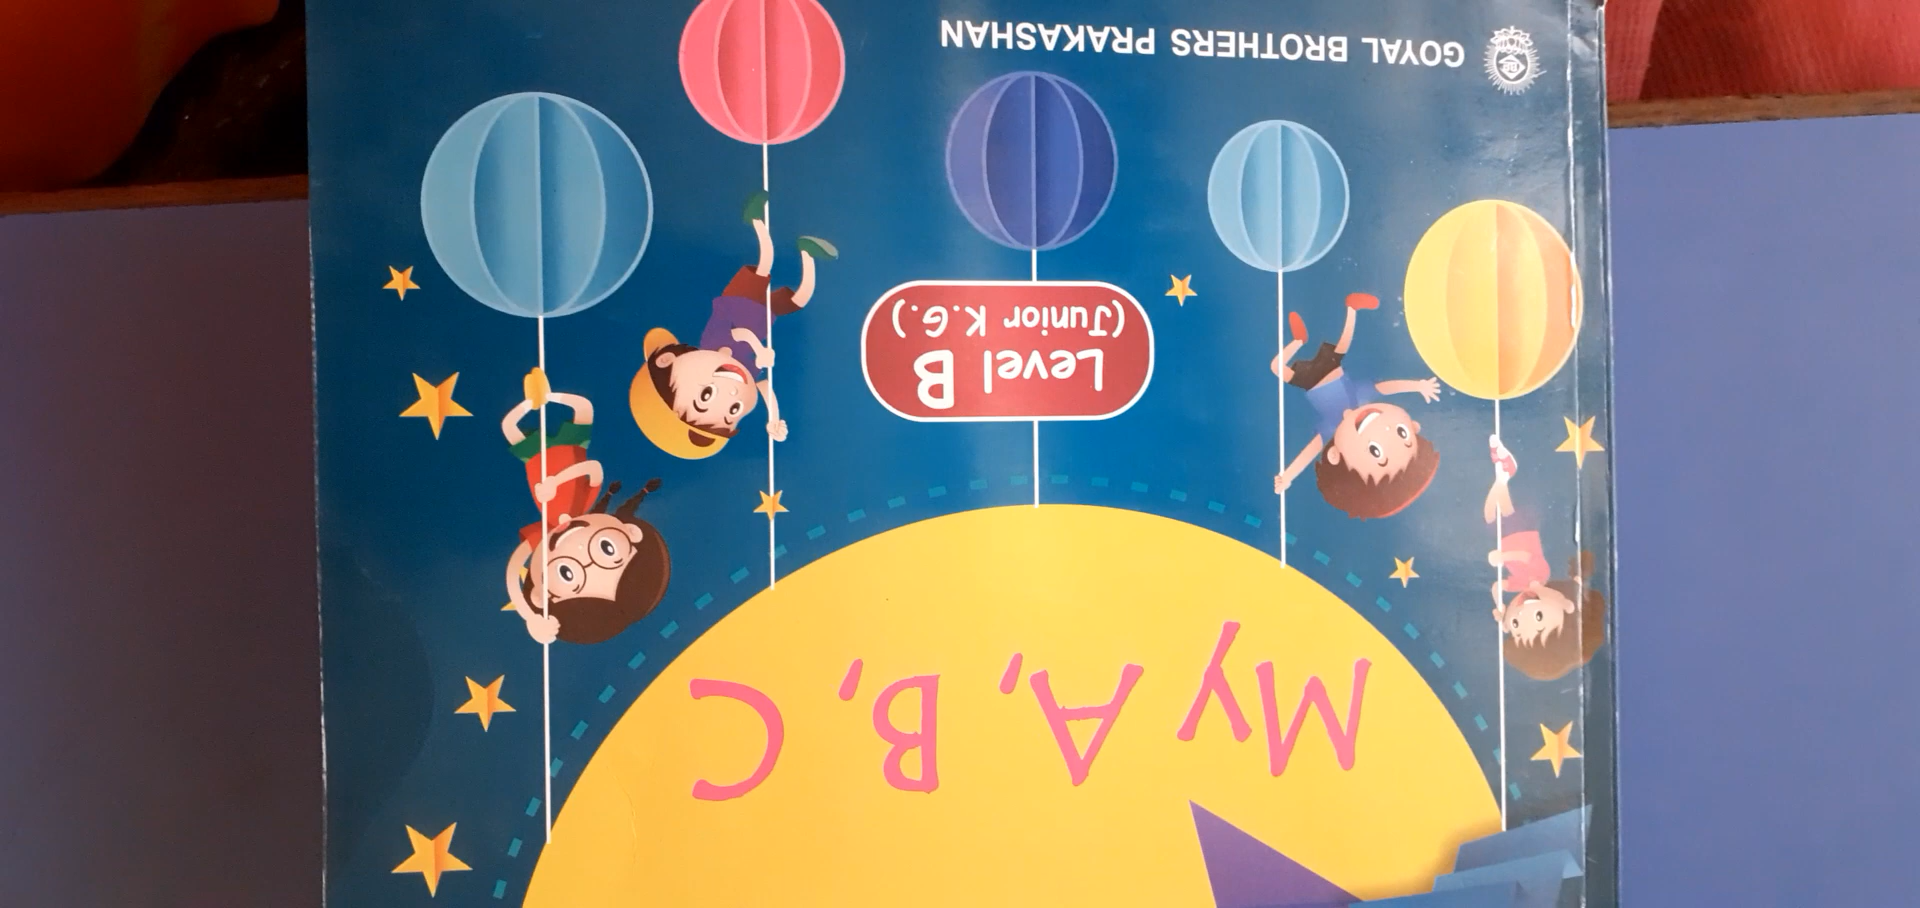 My A, B, C
Level B
(Junior K.G.)
GOYAL BROTHERS PRAKASHAN